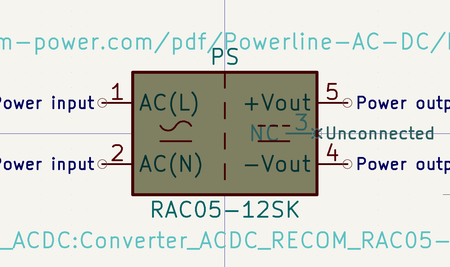 m-power.com/pdf/Powerline-AC-DC/
PS
Power input 1 AC(L) +Vout 5 Power outp
NC 3 Unconnected
Power input 2 AC(N) -Vout 4 Power outp
RAC05-12SK
_ACDC:Converter_ACDC_RECOM_RAC05-